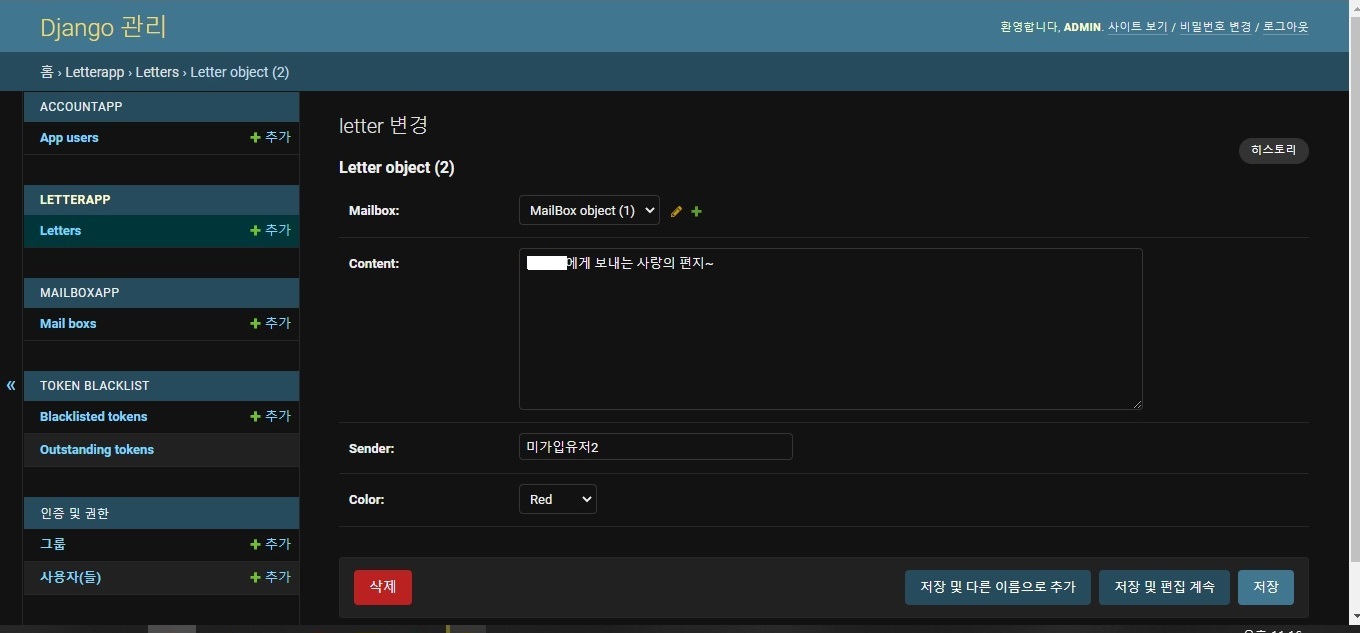 Django 관리
환영합니다, ADMIN. 사이트 보기 / 비밀번호 변경 / 로그아웃
홈 › Letterapp › Letters › Letter object (2)
ACCOUNTAPP
App users + 추가
LETTERAPP
Letters + 추가
MAILBOXAPP
Mail boxs + 추가
TOKEN BLACKLIST
Blacklisted tokens + 추가
Outstanding tokens
인증 및 권한
그룹 + 추가
사용자(들) + 추가
«
letter 변경
히스토리
Letter object (2)
Mailbox: MailBox object (1)
Content: 에게 보내는 사랑의 편지~
Sender: 미가입유저2
Color: Red
삭제 저장 및 다른 이름으로 추가 저장 및 편집 계속 저장